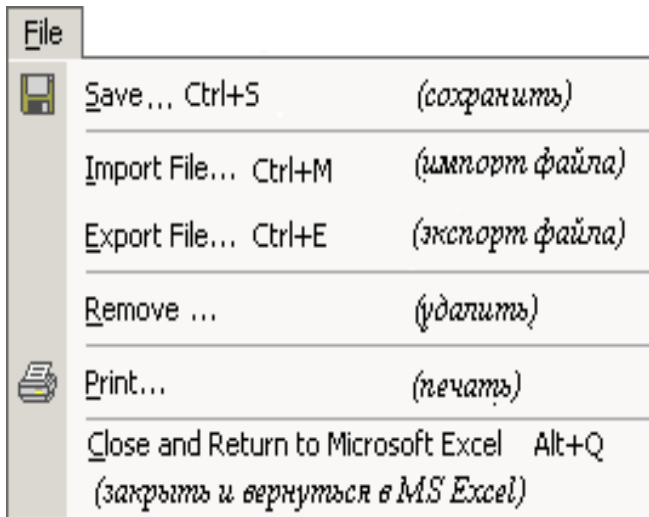 File
Save... Ctrl+S (сохранить)
Import File... Ctrl+M (импорт файла)
Export File... Ctrl+E (экспорт файла)
Remove ... (удалить)
Print... (печать)
Close and Return to Microsoft Excel Alt+Q
(закрыть и вернуться в MS Excel)